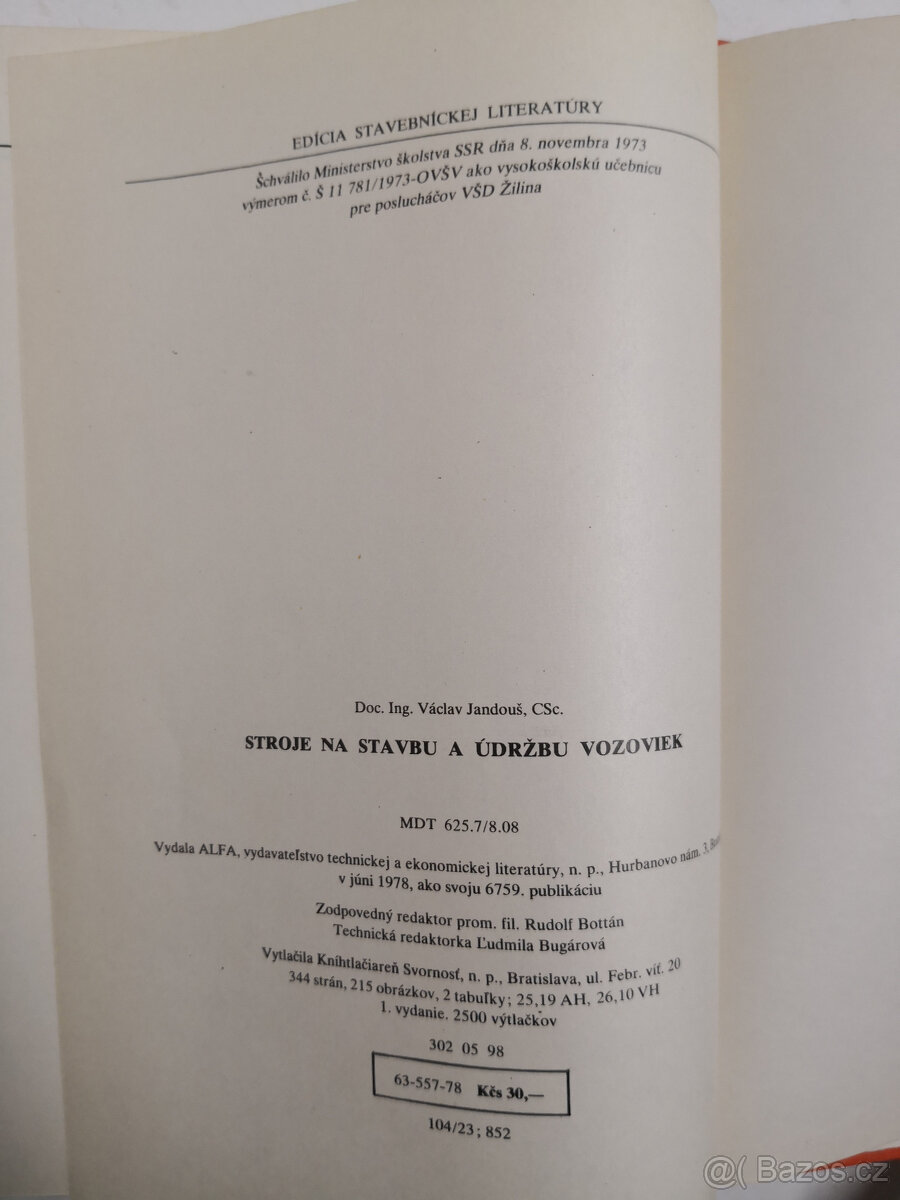 EDÍCIA STAVEBNÍCKEJ LITERATÚRY
Schválilo Ministerstvo školstva SSR dňa 8. novembra 1973
výmerom č. Š 11 781/1973-OVŠV ako vysokoškolskú učebnicu
pre poslucháčov VŠD Žilina
Doc. Ing. Václav Jandouš, CSc.
STROJE NA STAVBU A ÚDRŽBU VOZOVIEK
MDT 625.7/8.08
Vydala ALFA, vydavateľstvo technickej a ekonomickej literatúry, n. p., Hurbanovo nám. 3,
v júni 1978, ako svoju 6759. publikáciu
Zodpovedný redaktor prom. fil. Rudolf Bottán
Technická redaktorka Ľudmila Bugárová
Vytlačila Kníhtlačiareň Svornosť, n. p., Bratislava, ul. Febr. víť. 20
344 strán, 215 obrázkov, 2 tabuľky; 25,19 AH, 26,10 VH
1. vydanie. 2500 výtlačkov
302 05 98
63-557-78 Kčs 30,—
104/23; 852
@( Bazos.cz